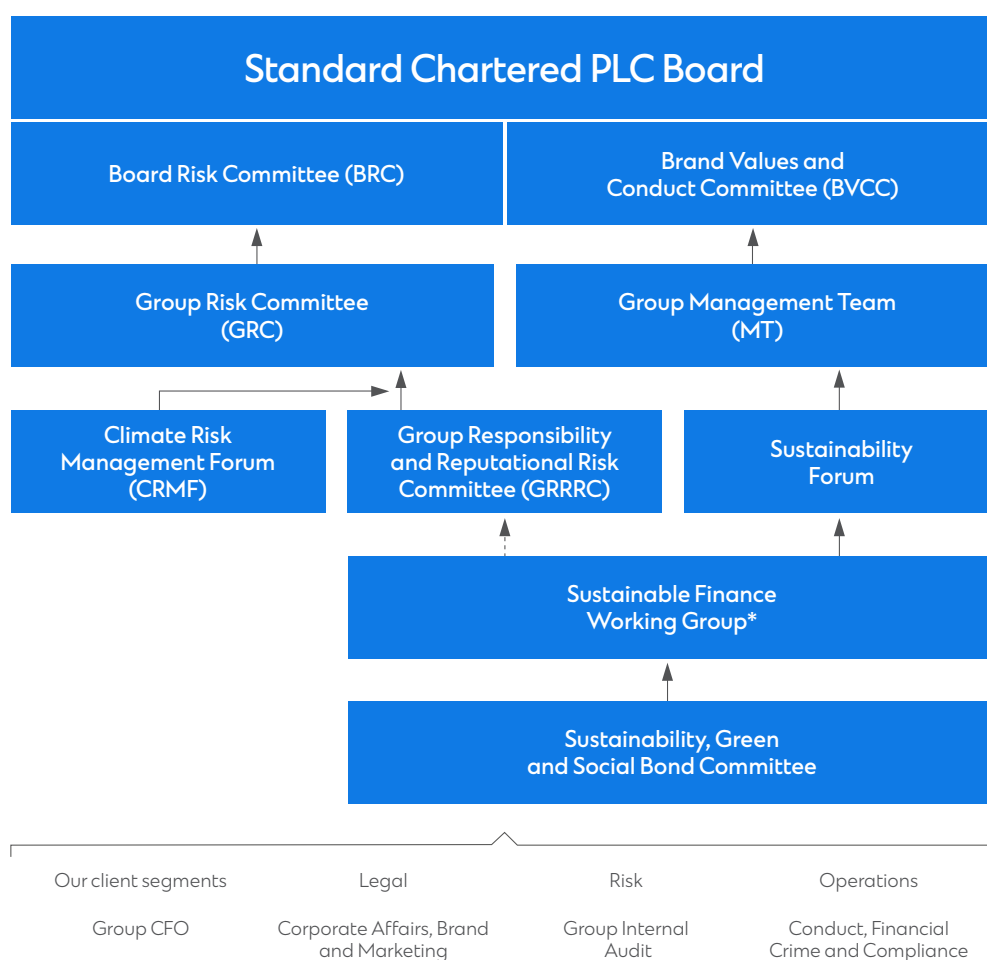 Standard Chartered PLC Board
Board Risk Committee (BRC)
Brand Values and
Conduct Committee (BVCC)
Group Risk Committee
(GRC)
Group Management Team
(MT)
Climate Risk
Management Forum
(CRMF)
Group Responsibility
and Reputational Risk
Committee (GRRRC)
Sustainability
Forum
Sustainable Finance
Working Group*
Sustainability, Green
and Social Bond Committee
Our client segments
Legal
Risk
Operations
Group CFO
Corporate Affairs, Brand
and Marketing
Group Internal
Audit
Conduct, Financial
Crime and Compliance